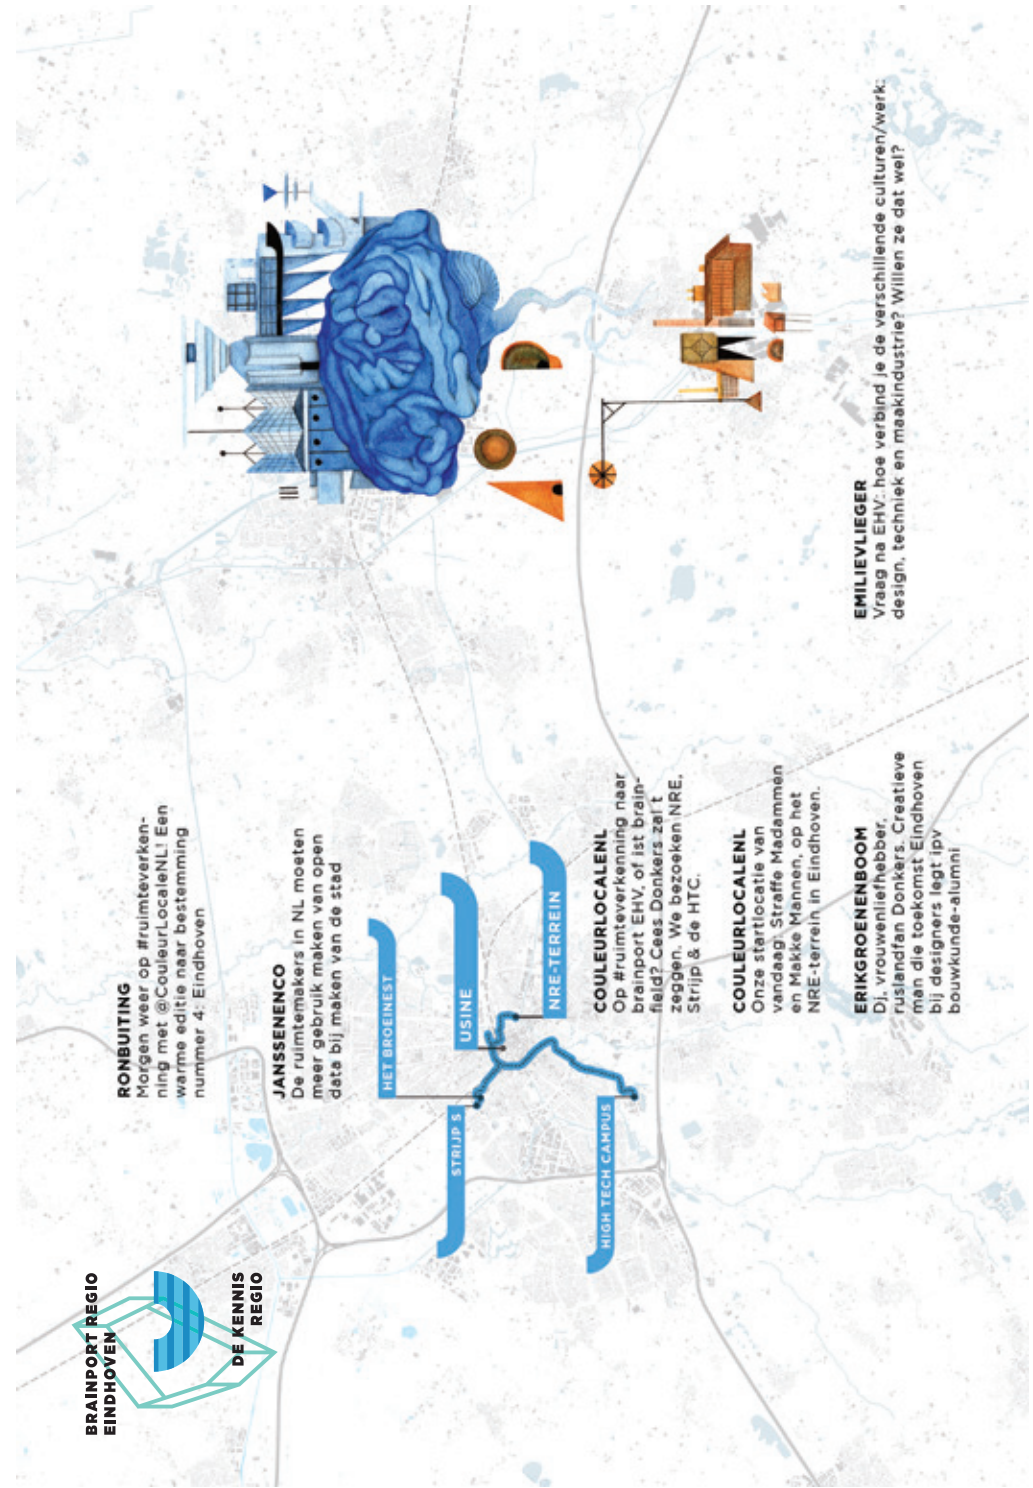 BRAINPORT REGIO
EINDHOVEN
DE KENNIS
REGIO
RONBUITING
Morgen weer op #ruimteverken-
ning met @CouleurLocaleNL! Een
warme editie naar bestemming
nummer 4: Eindhoven
JANSSENENCO
De ruimtemakers in NL moeten
meer gebruik maken van open
data bij maken van de stad
HET BROEINEST
STRIJP S
USINE
NRE-TERREIN
HIGH TECH CAMPUS
COULEURLOCALENL
Op #ruimteverkenning naar
brainport EHV, of ist brain-
field? Cees Donkers zal t
zeggen. We bezoeken NRE,
Strijp & de HTC.
COULEURLOCALENL
Onze startlocatie van
vandaag: Straffe Madammen
en Makke Mannen, op het
NRE-terrein in Eindhoven.
ERIKGROENENBOOM
Dj, vrouwenliefhebber,
ruslandfan Donkers. Creatieve
man die toekomst Eindhoven
bij designers legt ipv
bouwkunde-alumni
EMILIEVLIEGER
Vraag na EHV: hoe verbind je de verschillende culturen/werk:
design, techniek en maakindustrie? Willen ze dat wel?